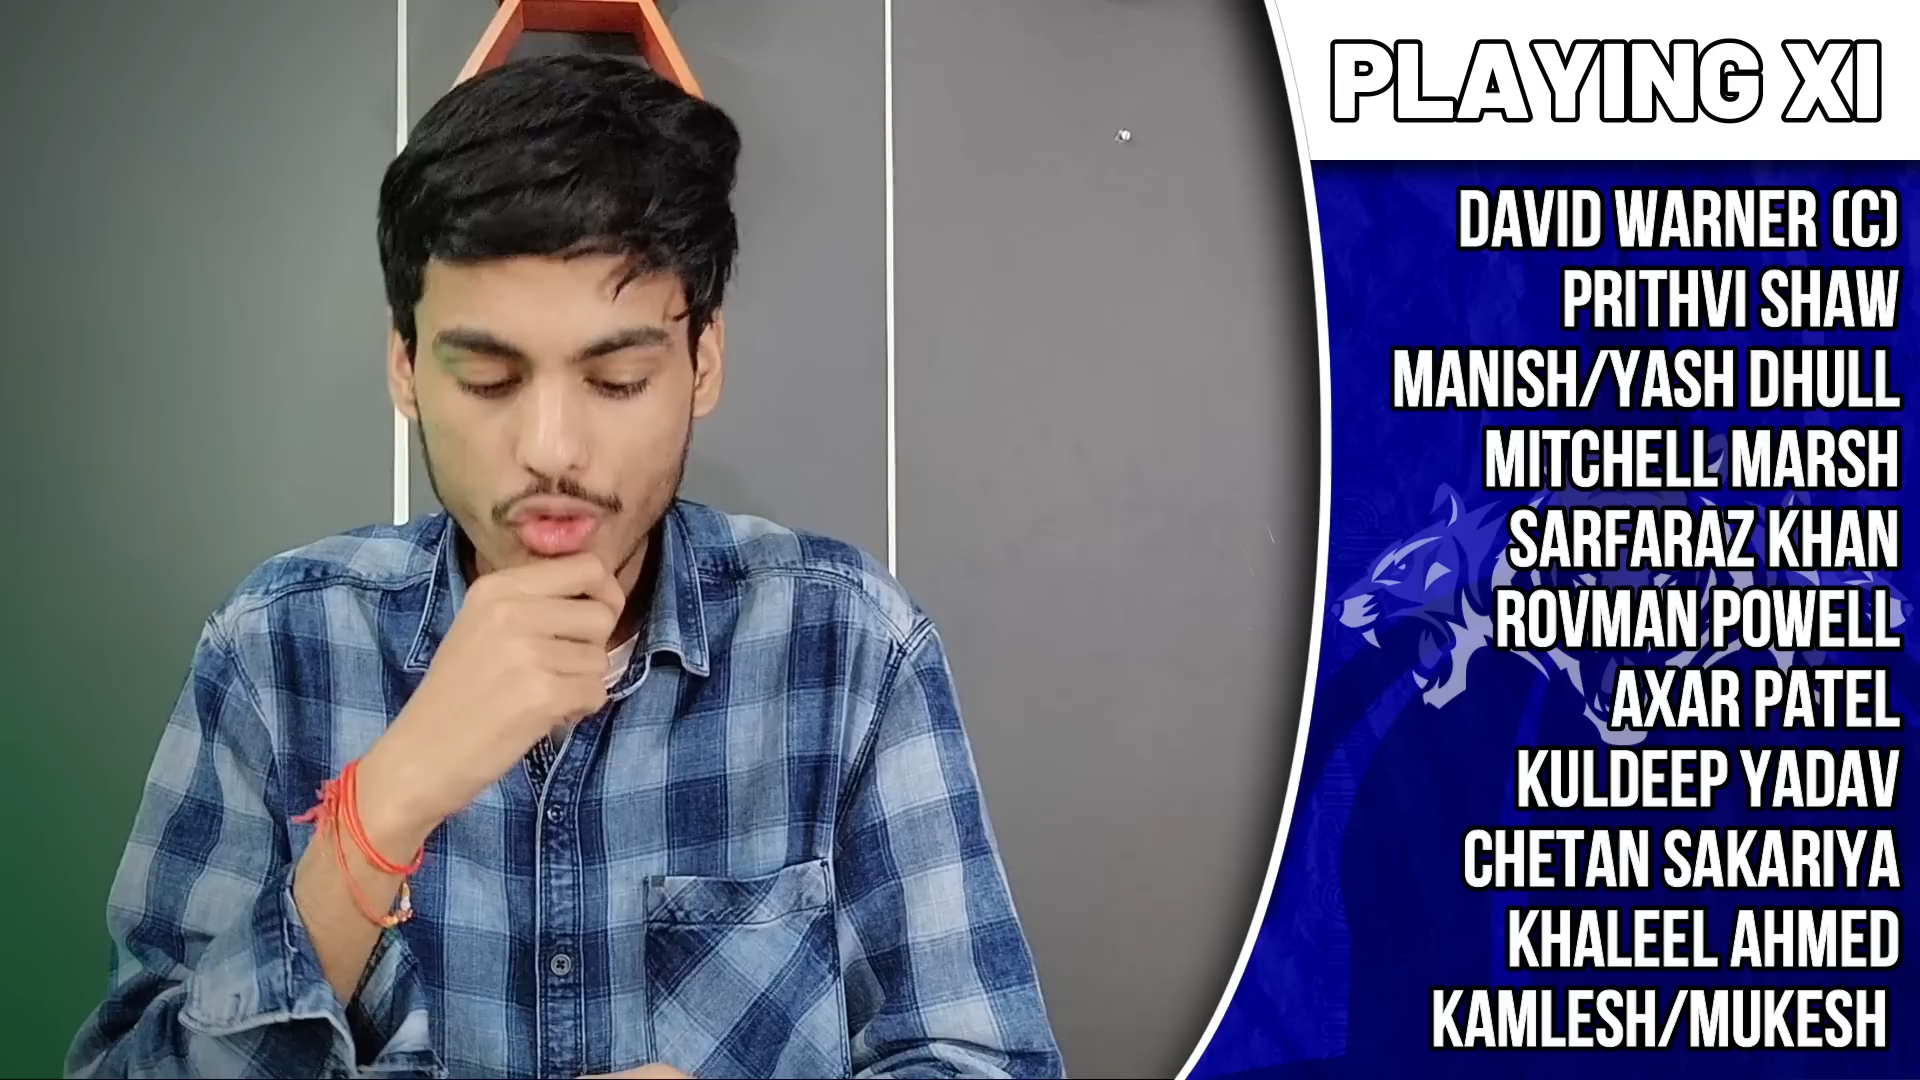 PLAYING XI
DAVID WARNER (C)
PRITHVI SHAW
MANISH/YASH DHULL
MITCHELL MARSH
SARFARAZ KHAN
ROVMAN POWELL
AXAR PATEL
KULDEEP YADAV
CHETAN SAKARIYA
KHALEEL AHMED
KAMLESH/MUKESH